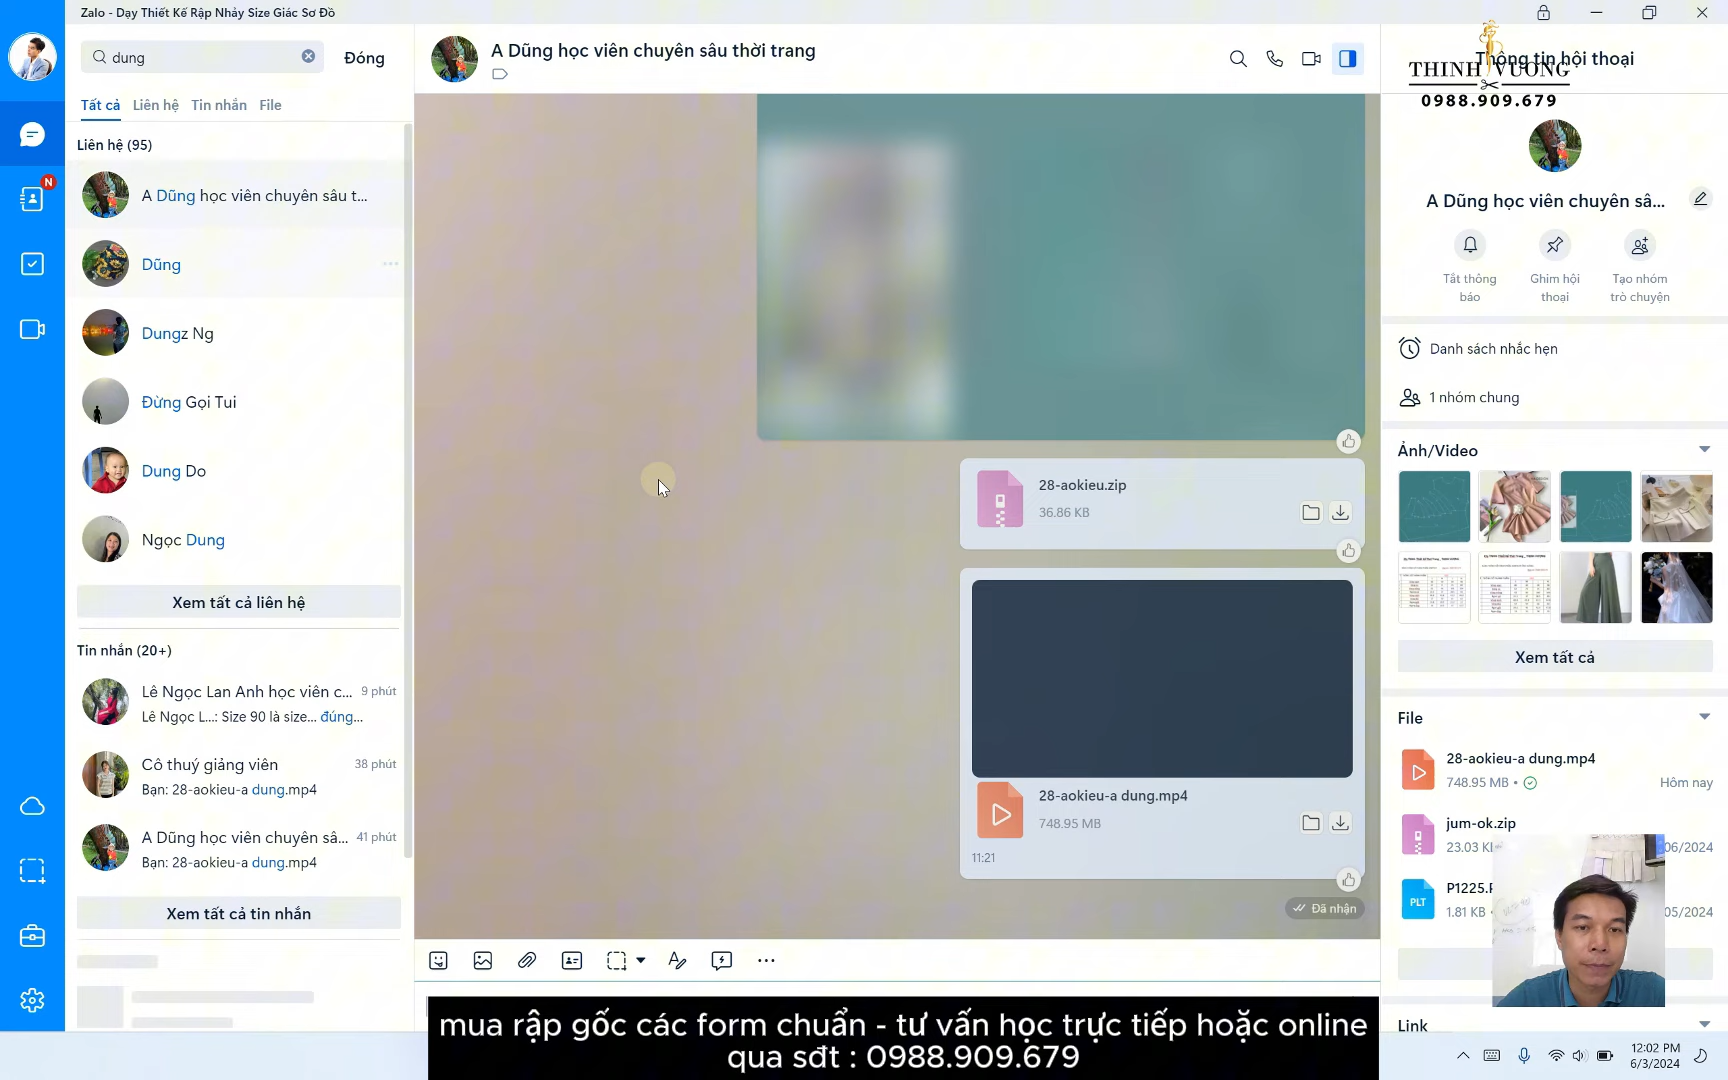 Zalo - Dạy Thiết Kế Rập Nhảy Size Giác Sơ Đồ
dung
Đóng
Tất cả
Liên hệ
Tin nhắn
File
Liên hệ (95)
A Dũng học viên chuyên sâu t...
Dũng
Dungz Ng
Đừng Gọi Tui
Dung Do
Ngọc Dung
Xem tất cả liên hệ
Tin nhắn (20+)
Lê Ngọc Lan Anh học viên c...
9 phút
Lê Ngọc L...: Size 90 là size... đúng...
Cô thuý giảng viên
38 phút
Bạn: 28-aokieu-a dung.mp4
A Dũng học viên chuyên sâ...
41 phút
Bạn: 28-aokieu-a dung.mp4
Xem tất cả tin nhắn
A Dũng học viên chuyên sâu thời trang
28-aokieu.zip
36.86 KB
28-aokieu-a dung.mp4
748.95 MB
11:21
Đã nhận
Thông tin hội thoại
THINH VUONG
0988.909.679
A Dũng học viên chuyên sâ...
Tắt thông báo
Ghim hội thoại
Tạo nhóm trò chuyện
Danh sách nhắc hẹn
1 nhóm chung
Ảnh/Video
Xem tất cả
File
28-aokieu-a dung.mp4
748.95 MB
Hôm nay
jum-ok.zip
23.03 K
06/2024
PLT
P1225.P
1.81 KB
05/2024
Link
mua rập gốc các form chuẩn - tư vấn học trực tiếp hoặc online
qua sđt : 0988.909.679
12:02 PM
6/3/2024
N